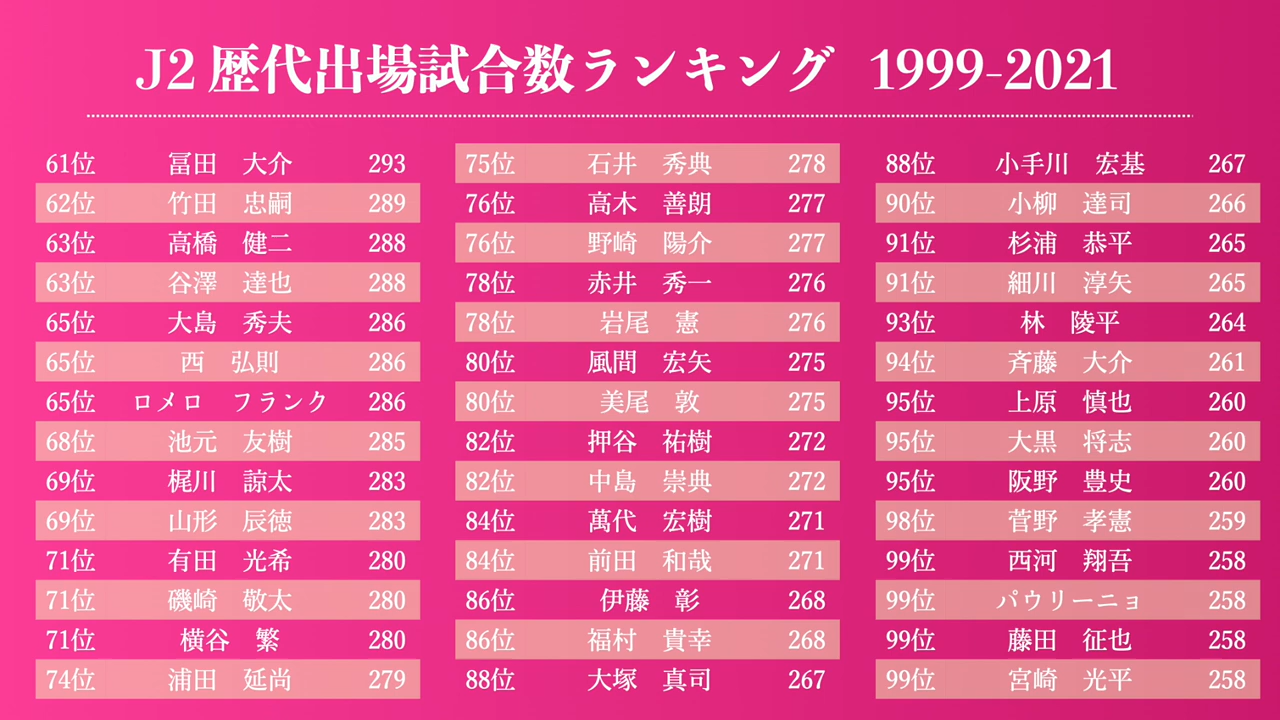 J2 歴代出場試合数ランキング 1999-2021
61位 冨田 大介 293
62位 竹田 忠嗣 289
63位 高橋 健二 288
63位 谷澤 達也 288
65位 大島 秀夫 286
65位 西 弘則 286
65位 ロメロ フランク 286
68位 池元 友樹 285
69位 梶川 諒太 283
69位 山形 辰徳 283
71位 有田 光希 280
71位 磯崎 敬太 280
71位 横谷 繁 280
74位 浦田 延尚 279
75位 石井 秀典 278
76位 高木 善朗 277
76位 野崎 陽介 277
78位 赤井 秀一 276
78位 岩尾 憲 276
80位 風間 宏矢 275
80位 美尾 敦 275
82位 押谷 祐樹 272
82位 中島 崇典 272
84位 萬代 宏樹 271
84位 前田 和哉 271
86位 伊藤 彰 268
86位 福村 貴幸 268
88位 大塚 真司 267
88位 小手川 宏基 267
90位 小柳 達司 266
91位 杉浦 恭平 265
91位 細川 淳矢 265
93位 林 陵平 264
94位 斉藤 大介 261
95位 上原 慎也 260
95位 大黒 将志 260
95位 阪野 豊史 260
98位 菅野 孝憲 259
99位 西河 翔吾 258
99位 パウリーニョ 258
99位 藤田 征也 258
99位 宮崎 光平 258